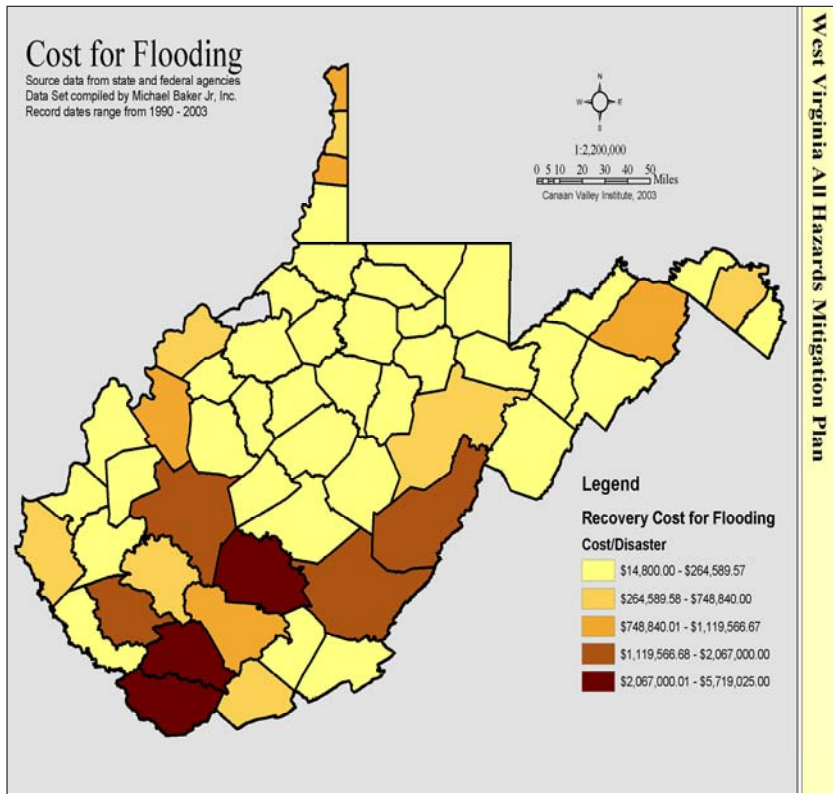 Cost for Flooding
Source data from state and federal agencies
Data Set compiled by Michael Baker Jr, Inc.
Record dates range from 1990 - 2003
N
W
E
S
1:2,200,000
0 5 10 20 30 40 50
Miles
Canaan Valley Institute, 2003
West Virginia All Hazards Mitigation Plan
Legend
Recovery Cost for Flooding
Cost/Disaster
$14,800.00 - $264,589.57
$264,589.58 - $748,840.00
$748,840.01 - $1,119,566.67
$1,119,566.68 - $2,067,000.00
$2,067,000.01 - $5,719,025.00